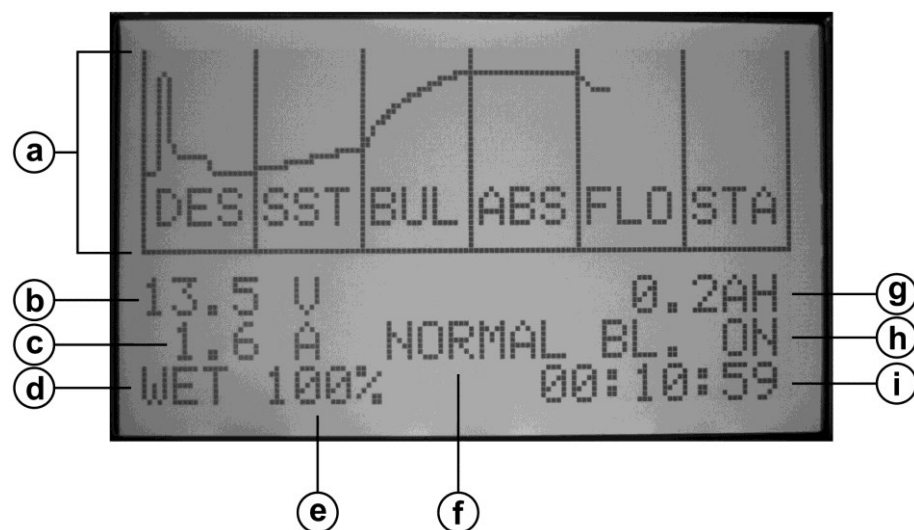 a
DES SST BUL ABS FLO STA
b 13.5 V 0.2AH g
c 1.6 A NORMAL BL. ON h
d WET 100% 00:10:59 i
e f